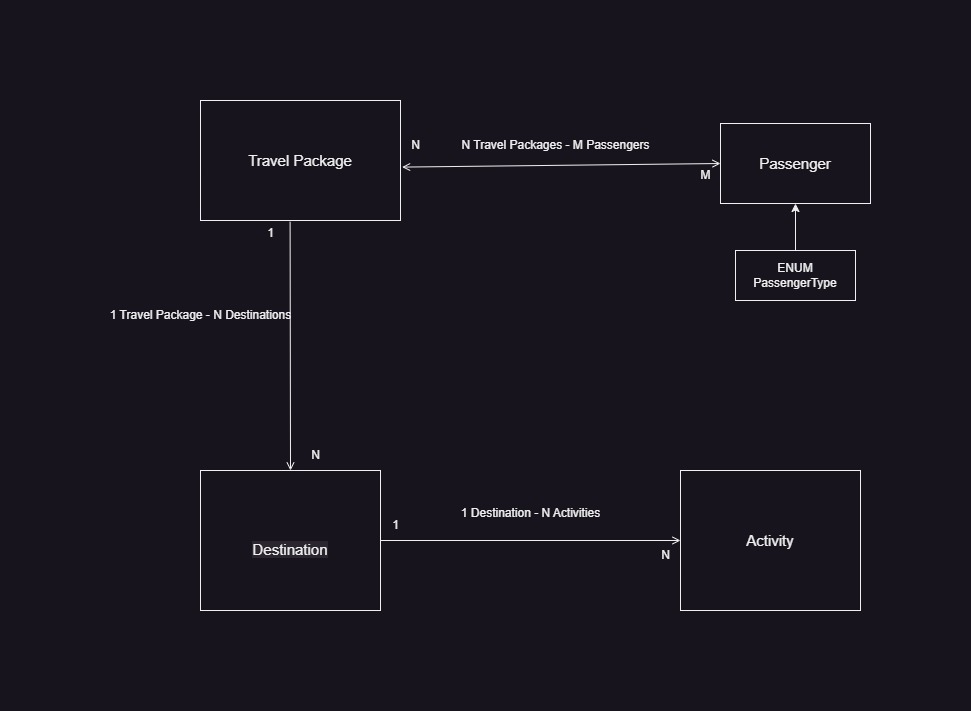 N
N Travel Packages - M Passengers
Travel Package
Passenger
M
1
ENUM
PassengerType
1 Travel Package - N Destinations
N
1 Destination - N Activities
1
Activity
Destination
N